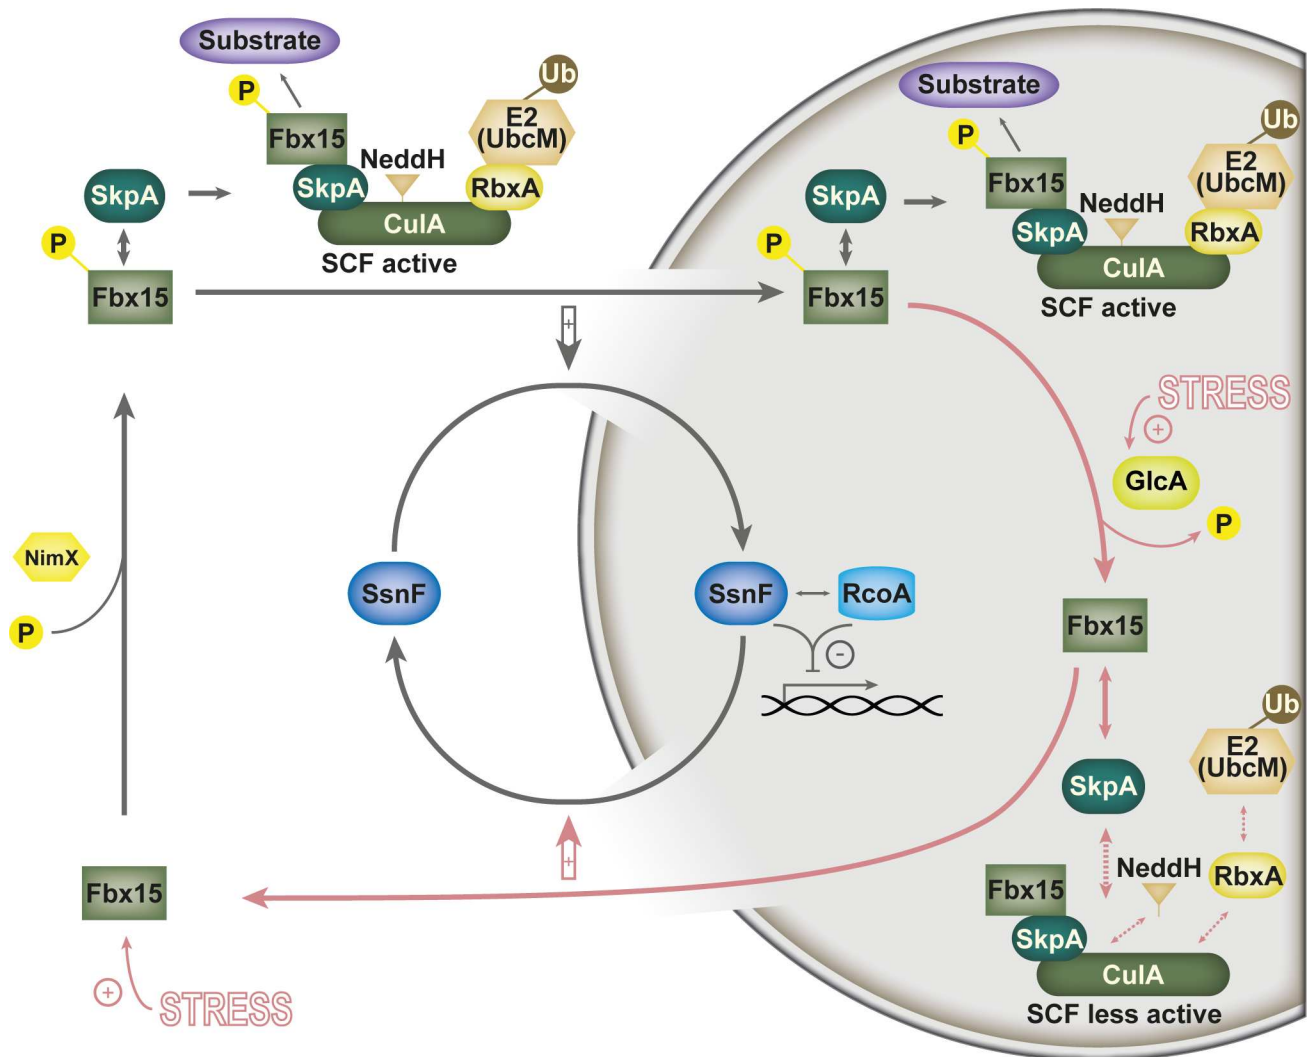 Substrate
P
Ub
E2
(UbcM)
Fbx15
NeddH
SkpA
SkpA
RbxA
CulA
SCF active
P
Fbx15
Substrate
P
Ub
E2
(UbcM)
Fbx15
NeddH
SkpA
SkpA
RbxA
CulA
SCF active
P
Fbx15
+
STRESS
+
GlcA
P
NimX
P
SsnF
SsnF
RcoA
-
Fbx15
Ub
E2
(UbcM)
SkpA
NeddH
RbxA
Fbx15
SkpA
CulA
SCF less active
+
Fbx15
+
STRESS